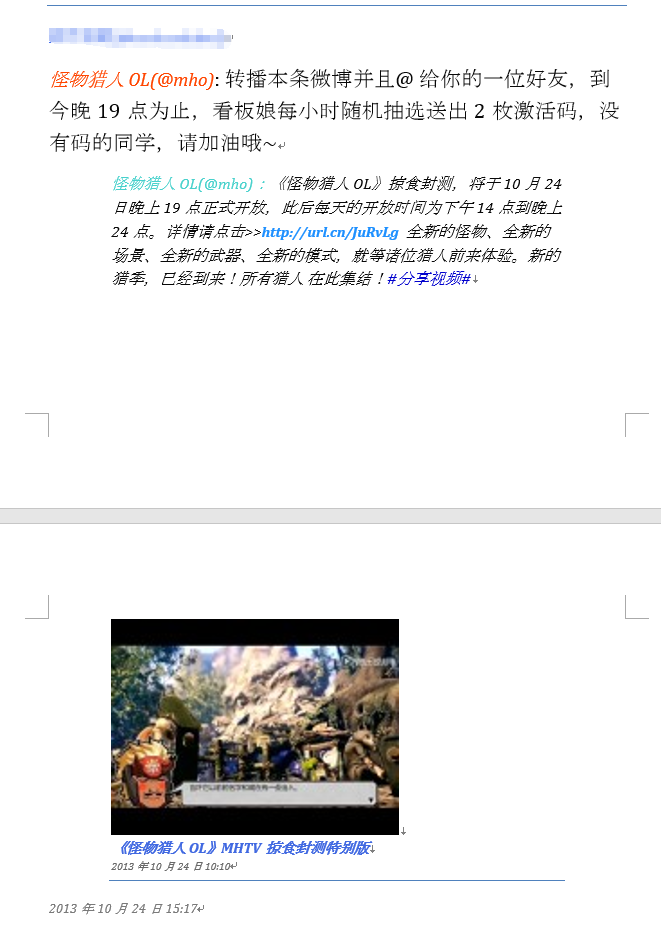 怪物猎人 OL(@mho): 转播本条微博并且@ 给你的一位好友，到
今晚 19 点为止，看板娘每小时随机抽选送出 2 枚激活码，没
有码的同学，请加油哦~
怪物猎人 OL(@mho)：《怪物猎人 OL》掠食封测，将于 10 月 24
日晚上 19 点正式开放，此后每天的开放时间为下午 14 点到晚上
24 点。详情请点击>>http://url.cn/JuRvLg 全新的怪物、全新的
场景、全新的武器、全新的模式，就等诸位猎人前来体验。新的
猎季，已经到来！所有猎人 在此集结！#分享视频#
《怪物猎人 OL》MHTV 掠食封测特别版
2013 年 10 月 24 日 10:10
2013 年 10 月 24 日 15:17